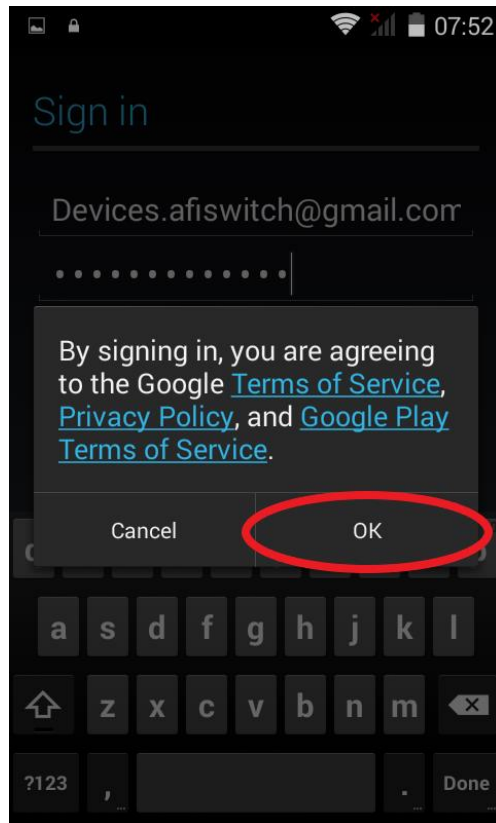 07:52
Sign in
Devices.afiswitch@gmail.com
By signing in, you are agreeing
to the Google Terms of Service,
Privacy Policy, and Google Play
Terms of Service.
Cancel OK
a s d f g h j k l
z x c v b n m
?123 , . Done